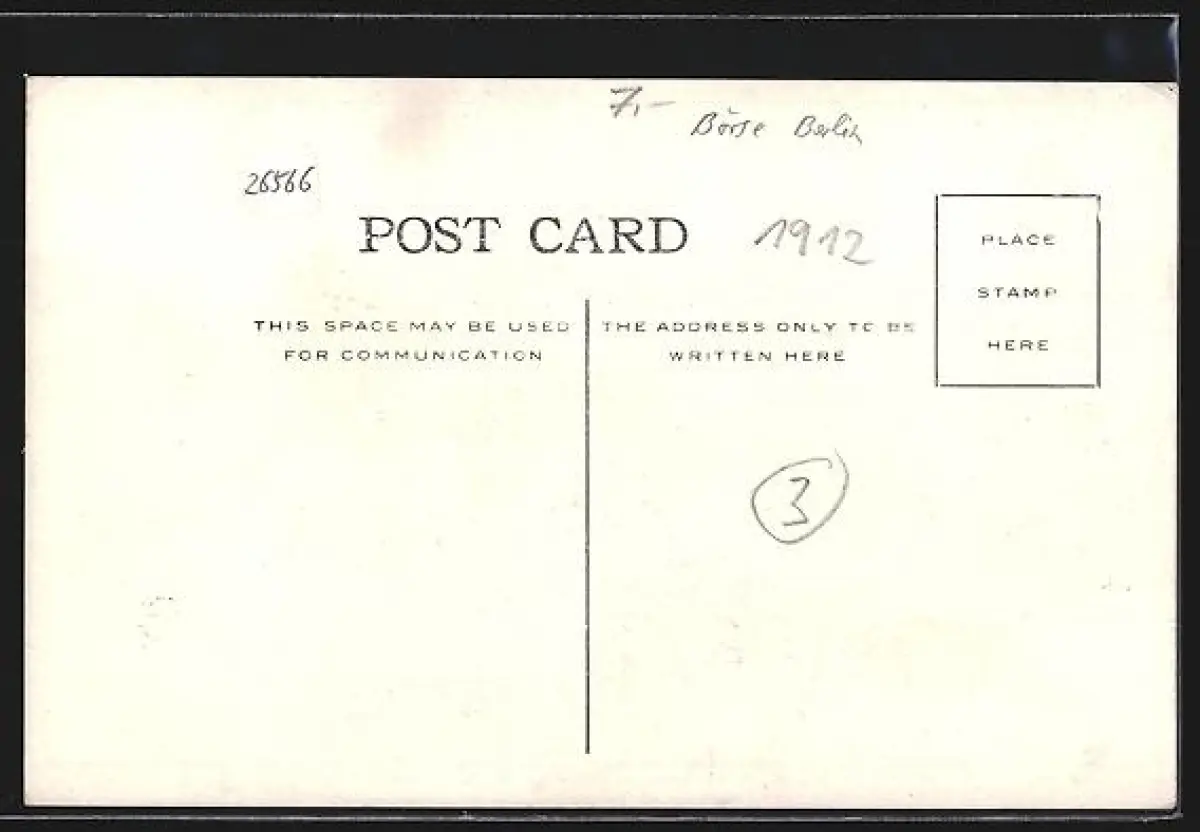 7,-
Börse Berlin
26566
POST CARD
1912
PLACE
STAMP
HERE
THIS SPACE MAY BE USED
FOR COMMUNICATION
THE ADDRESS ONLY TO BE
WRITTEN HERE
3